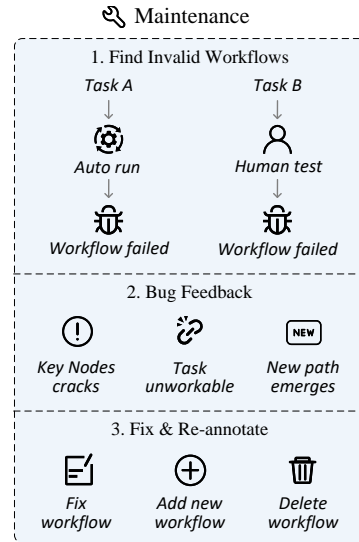 Maintenance
1. Find Invalid Workflows
Task A Task B
Auto run Human test
Workflow failed Workflow failed
2. Bug Feedback
NEW
Key Nodes Task New path
cracks unworkable emerges
3. Fix & Re-annotate
Fix Add new Delete
workflow workflow workflow